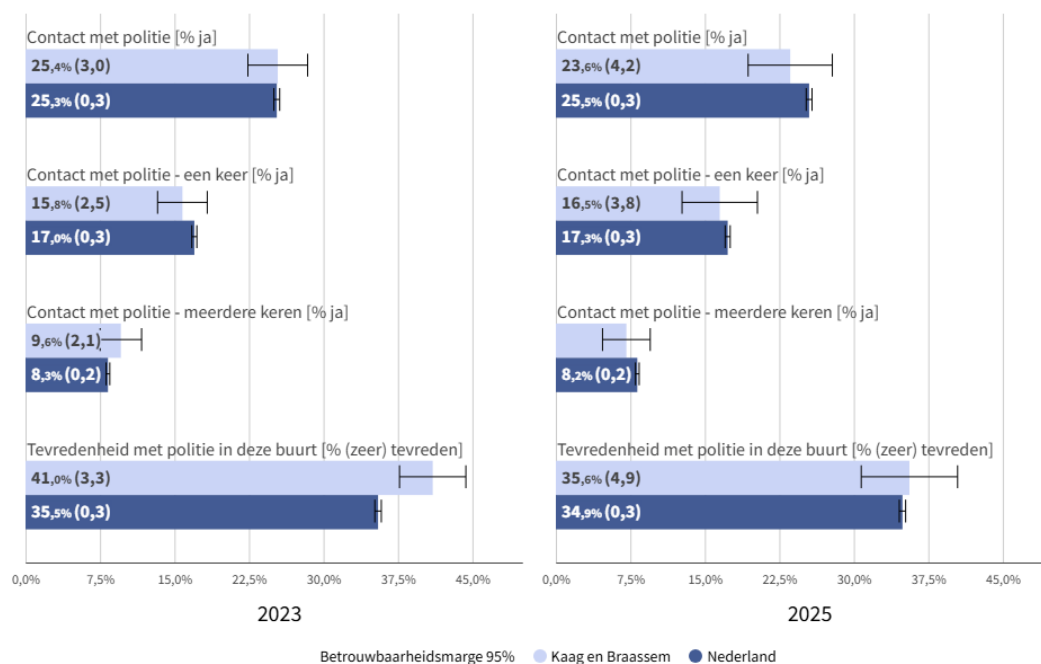 Contact met politie [% ja]
25,4% (3,0)
25,3% (0,3)
Contact met politie - een keer [% ja]
15,8% (2,5)
17,0% (0,3)
Contact met politie - meerdere keren [% ja]
9,6% (2,1)
8,3% (0,2)
Tevredenheid met politie in deze buurt [% (zeer) tevreden]
41,0% (3,3)
35,5% (0,3)
0,0% 7,5% 15,0% 22,5% 30,0% 37,5% 45,0%
2023
Contact met politie [% ja]
23,6% (4,2)
25,5% (0,3)
Contact met politie - een keer [% ja]
16,5% (3,8)
17,3% (0,3)
Contact met politie - meerdere keren [% ja]
8,2% (0,2)
Tevredenheid met politie in deze buurt [% (zeer) tevreden]
35,6% (4,9)
34,9% (0,3)
0,0% 7,5% 15,0% 22,5% 30,0% 37,5% 45,0%
2025
Betrouwbaarheidsmarge 95% Kaag en Braassem Nederland